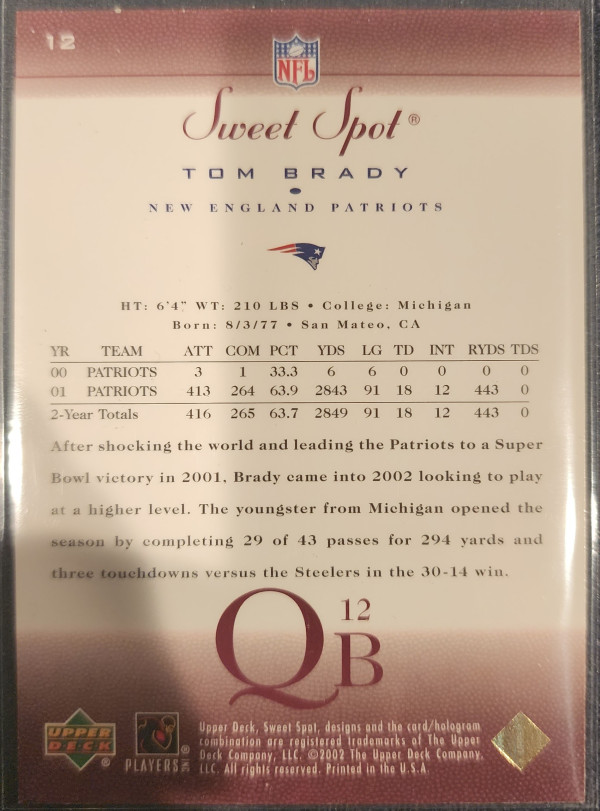 12
NFL
Sweet Spot®
TOM BRADY
NEW ENGLAND PATRIOTS
HT: 6'4" WT: 210 LBS • College: Michigan
Born: 8/3/77 • San Mateo, CA
YR TEAM ATT COM PCT YDS LG TD INT RYDS TDS
00 PATRIOTS 3 1 33.3 6 6 0 0 0 0
01 PATRIOTS 413 264 63.9 2843 91 18 12 443 0
2-Year Totals 416 265 63.7 2849 91 18 12 443 0
After shocking the world and leading the Patriots to a Super
Bowl victory in 2001, Brady came into 2002 looking to play
at a higher level. The youngster from Michigan opened the
season by completing 29 of 43 passes for 294 yards and
three touchdowns versus the Steelers in the 30-14 win.
12
QB
UPPER DECK ®
PLAYERS INC ®
Upper Deck, Sweet Spot, designs and the card/hologram
combination are registered trademarks of The Upper
Deck Company, LLC. ©2002 The Upper Deck Company,
LLC. All rights reserved. Printed in the U.S.A.